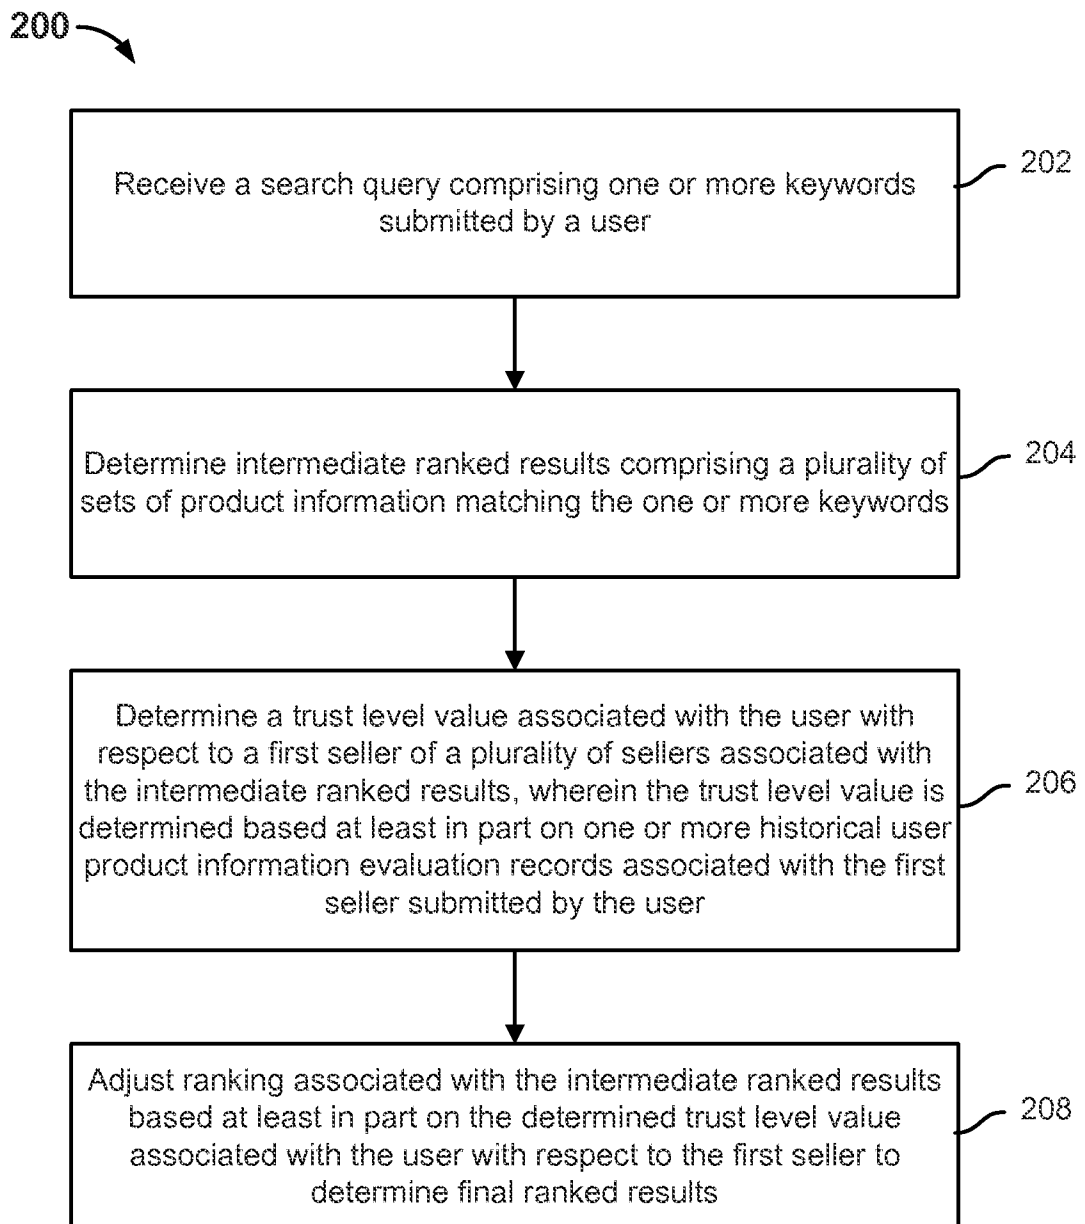 200
Receive a search query comprising one or more keywords
submitted by a user
202
Determine intermediate ranked results comprising a plurality of
sets of product information matching the one or more keywords
204
Determine a trust level value associated with the user with
respect to a first seller of a plurality of sellers associated with
the intermediate ranked results, wherein the trust level value is
determined based at least in part on one or more historical user
product information evaluation records associated with the first
seller submitted by the user
206
Adjust ranking associated with the intermediate ranked results
based at least in part on the determined trust level value
associated with the user with respect to the first seller to
determine final ranked results
208